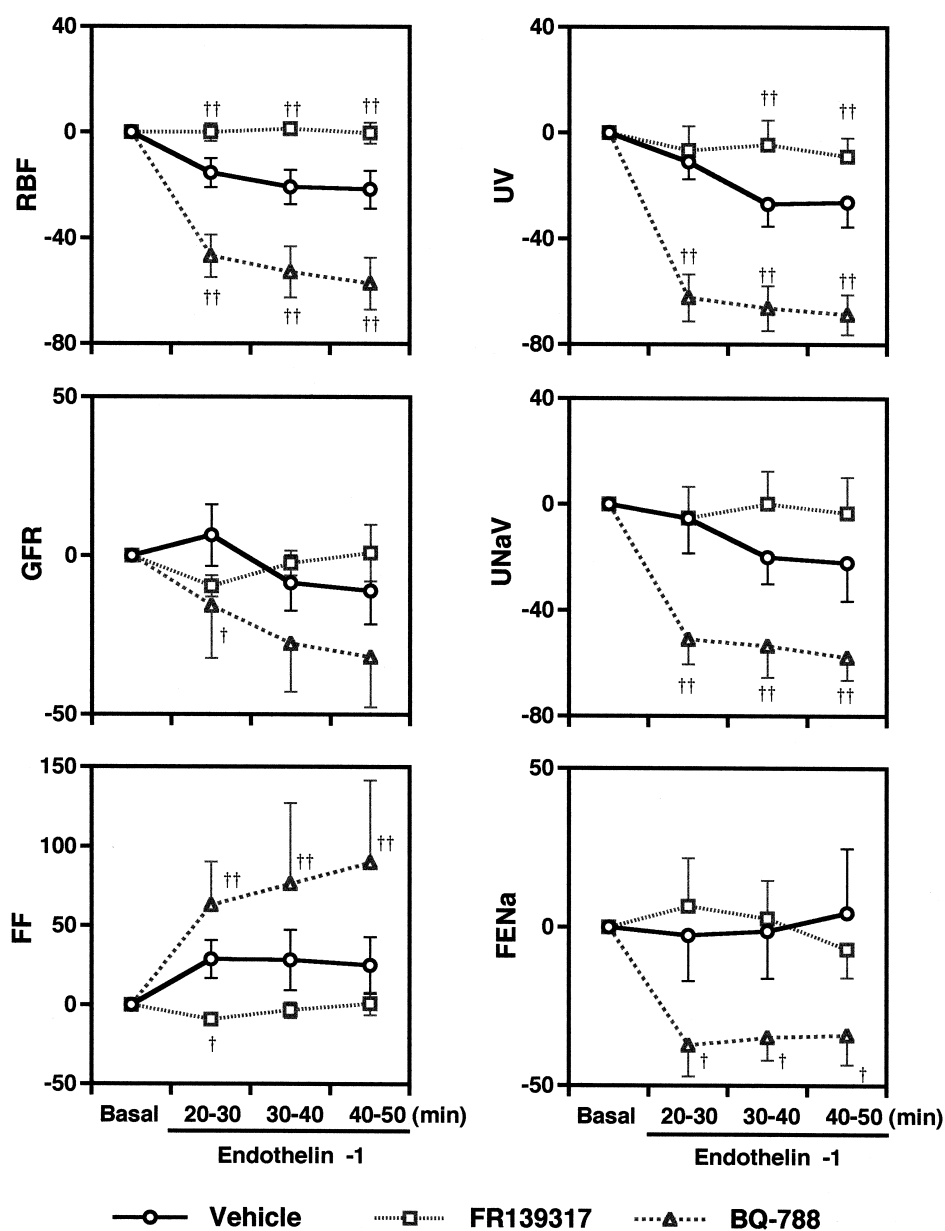 40
0
-40
-80
RBF
†† †† ††
†† †† ††
40
0
-40
-80
UV
†† ††
†† †† ††
50
0
-50
GFR
†
40
0
-40
-80
UNaV
†† †† ††
150
100
50
0
-50
FF
†† †† ††
†
Basal 20-30 30-40 40-50 (min)
Endothelin -1
50
0
-50
FENa
† † †
Basal 20-30 30-40 40-50 (min)
Endothelin -1
Vehicle FR139317 BQ-788